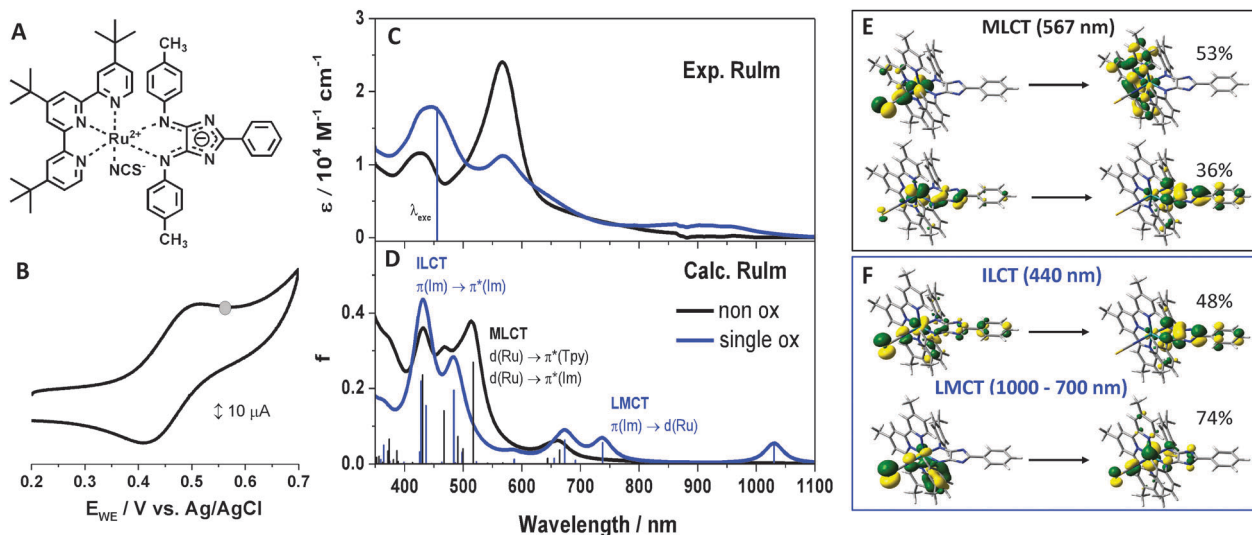 A
CH₃
N
N
N
N
N
N
N
Ru²⁺
⊖
NCS⁻
CH₃
B
↕ 10 µA
0.2 0.3 0.4 0.5 0.6 0.7
E_WE / V vs. Ag/AgCl
C
Exp. RuIm
ε / 10⁴ M⁻¹ cm⁻¹
3
2
1
0
λ_exc
D
Calc. RuIm
ILCT
π(Im) → π*(Im)
non ox
single ox
MLCT
d(Ru) → π*(Tpy)
d(Ru) → π*(Im)
LMCT
π(Im) → d(Ru)
f
0.4
0.2
0.0
400 500 600 700 800 900 1000 1100
Wavelength / nm
E
MLCT (567 nm)
53%
36%
F
ILCT (440 nm)
48%
LMCT (1000 - 700 nm)
74%